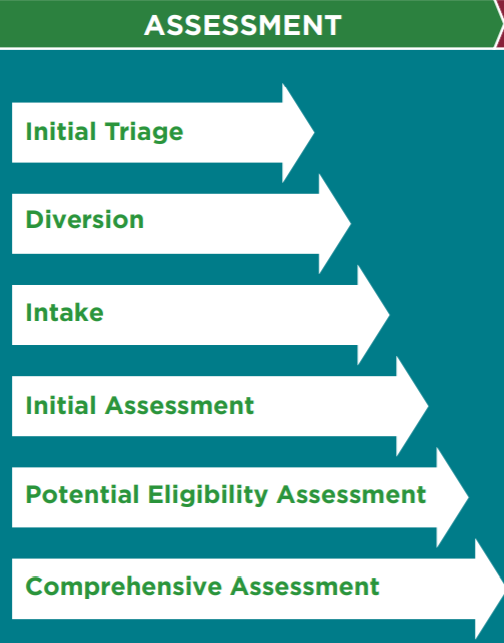 ASSESSMENT
Initial Triage
Diversion
Intake
Initial Assessment
Potential Eligibility Assessment
Comprehensive Assessment